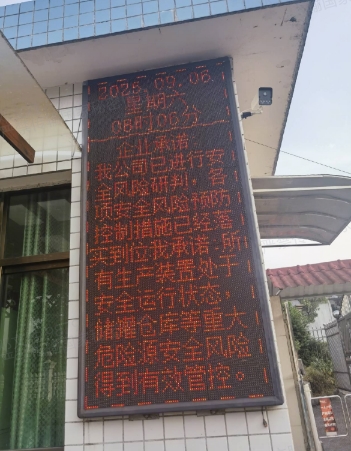 2025.09.06
星期六
08时06分
企业承诺
我公司已进行安
全风险研判，各
项安全风险预防
控制措施已经落
实到位我承诺:所
有生产装置处于
安全运行状态，
储罐仓库等重大
危险源安全风险
得到有效管控。